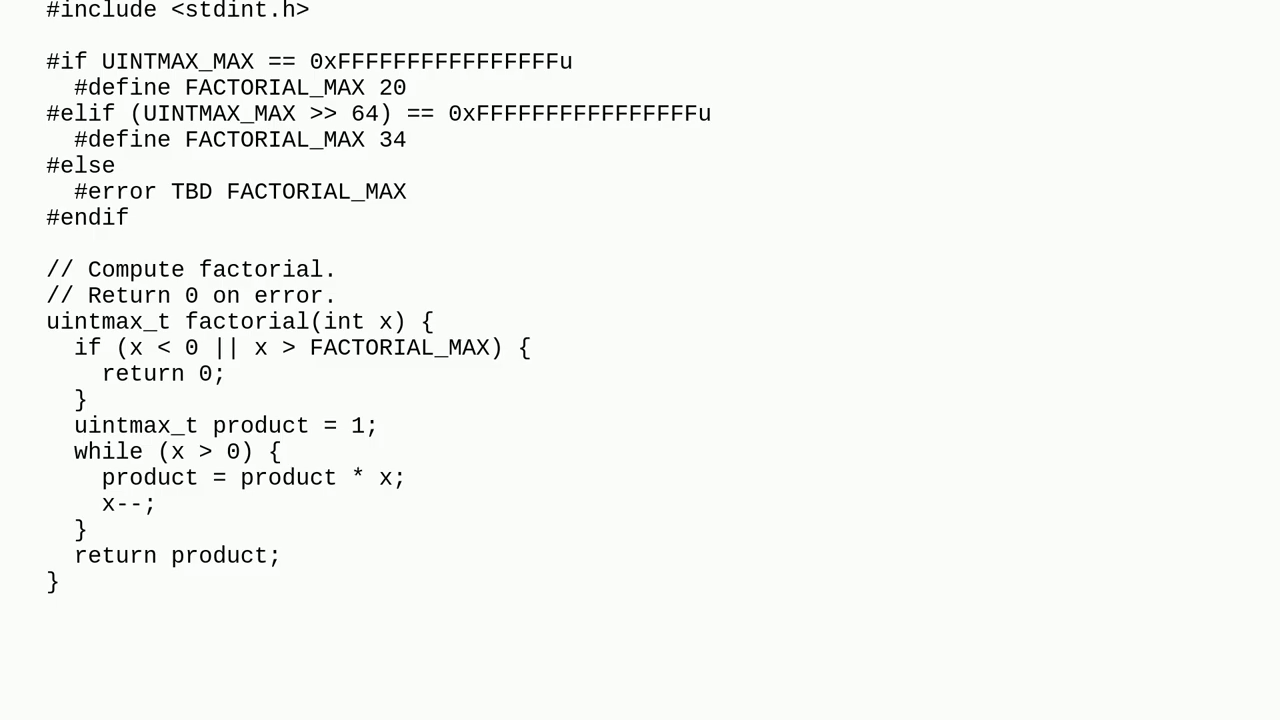 #include <stdint.h>

#if UINTMAX_MAX == 0xFFFFFFFFFFFFFFFFu
  #define FACTORIAL_MAX 20
#elif (UINTMAX_MAX >> 64) == 0xFFFFFFFFFFFFFFFFu
  #define FACTORIAL_MAX 34
#else
  #error TBD FACTORIAL_MAX
#endif

// Compute factorial.
// Return 0 on error.
uintmax_t factorial(int x) {
  if (x < 0 || x > FACTORIAL_MAX) {
    return 0;
  }
  uintmax_t product = 1;
  while (x > 0) {
    product = product * x;
    x--;
  }
  return product;
}